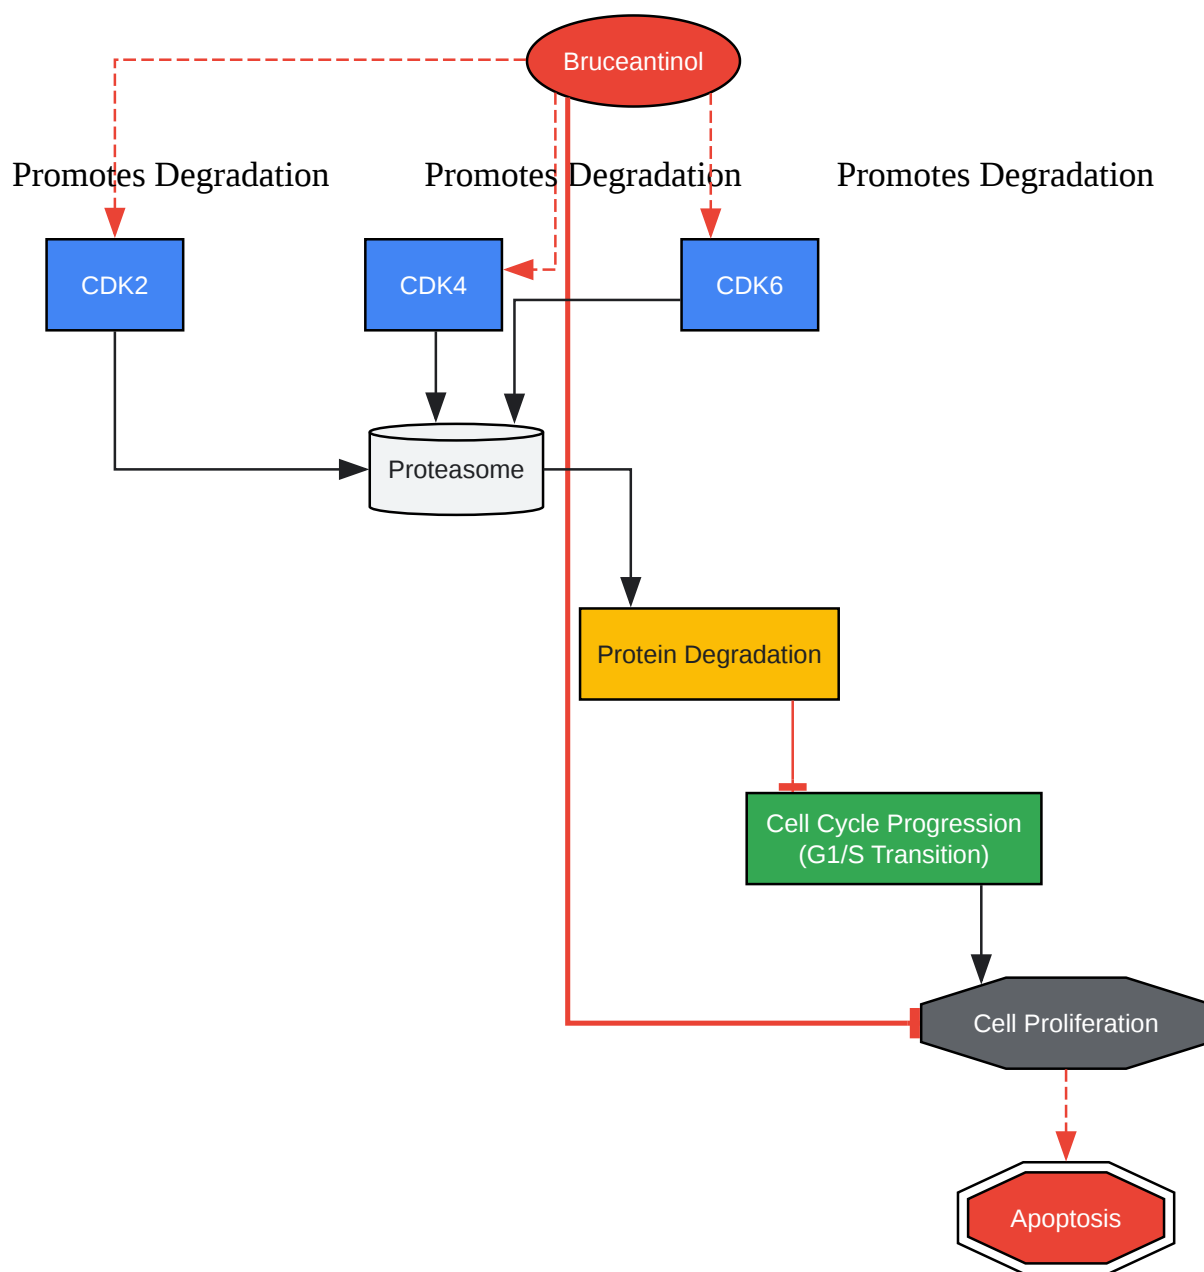 Bruceantinol
Promotes Degradation
Promotes Degradation
Promotes Degradation
CDK2
CDK4
CDK6
Proteasome
Protein Degradation
Cell Cycle Progression
(G1/S Transition)
Cell Proliferation
Apoptosis